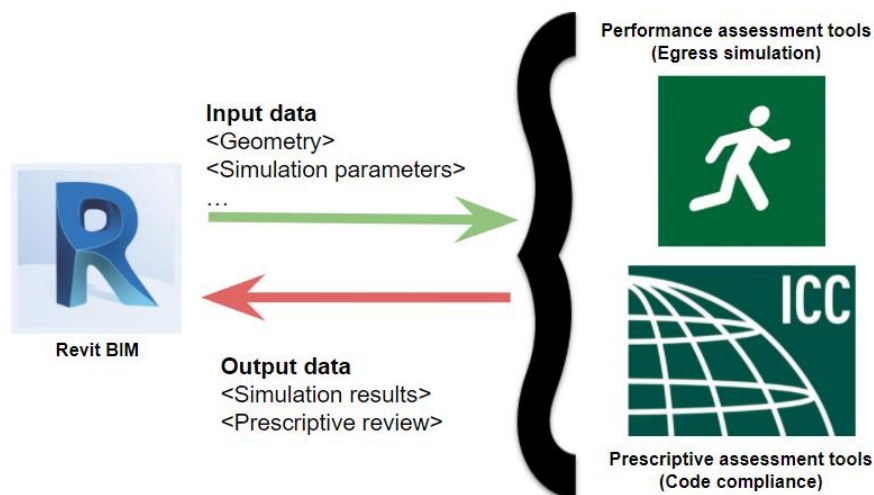 Performance assessment tools
(Egress simulation)
Input data
<Geometry>
<Simulation parameters>
...
R
Revit BIM
ICC
Output data
<Simulation results>
<Prescriptive review>
Prescriptive assessment tools
(Code compliance)